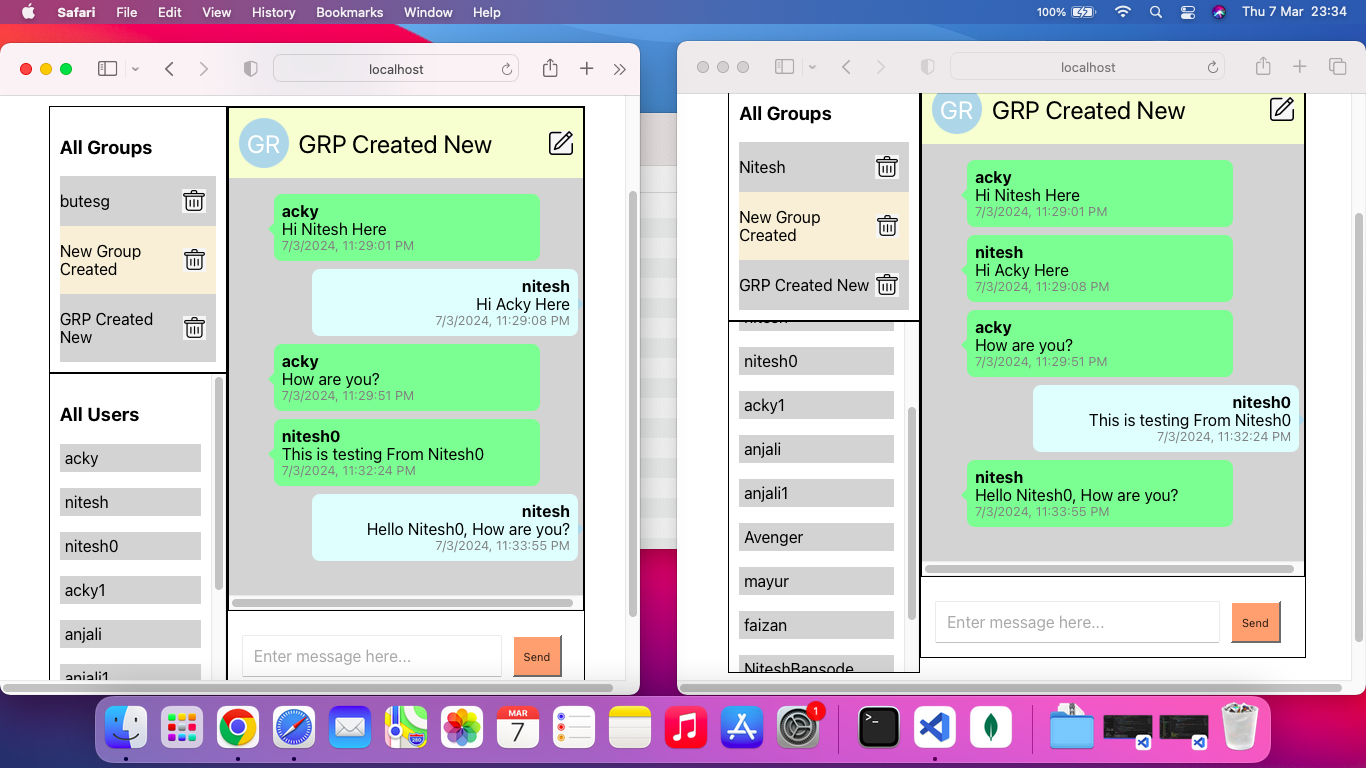 Safari File Edit View History Bookmarks Window Help 100% Thu 7 Mar 23:34
localhost
All Groups
butesg
New Group
Created
GRP Created
New
All Users
acky
nitesh
nitesh0
acky1
anjali
anjali1
GR GRP Created New
acky
Hi Nitesh Here
7/3/2024, 11:29:01 PM
nitesh
Hi Acky Here
7/3/2024, 11:29:08 PM
acky
How are you?
7/3/2024, 11:29:51 PM
nitesh0
This is testing From Nitesh0
7/3/2024, 11:32:24 PM
nitesh
Hello Nitesh0, How are you?
7/3/2024, 11:33:55 PM
Enter message here...
Send
localhost
All Groups
Nitesh
New Group
Created
GRP Created New
nitesh
nitesh0
acky1
anjali
anjali1
Avenger
mayur
faizan
NiteshBansode
GR GRP Created New
acky
Hi Nitesh Here
7/3/2024, 11:29:01 PM
nitesh
Hi Acky Here
7/3/2024, 11:29:08 PM
acky
How are you?
7/3/2024, 11:29:51 PM
nitesh0
This is testing From Nitesh0
7/3/2024, 11:32:24 PM
nitesh
Hello Nitesh0, How are you?
7/3/2024, 11:33:55 PM
Enter message here...
Send
MAR
7
1